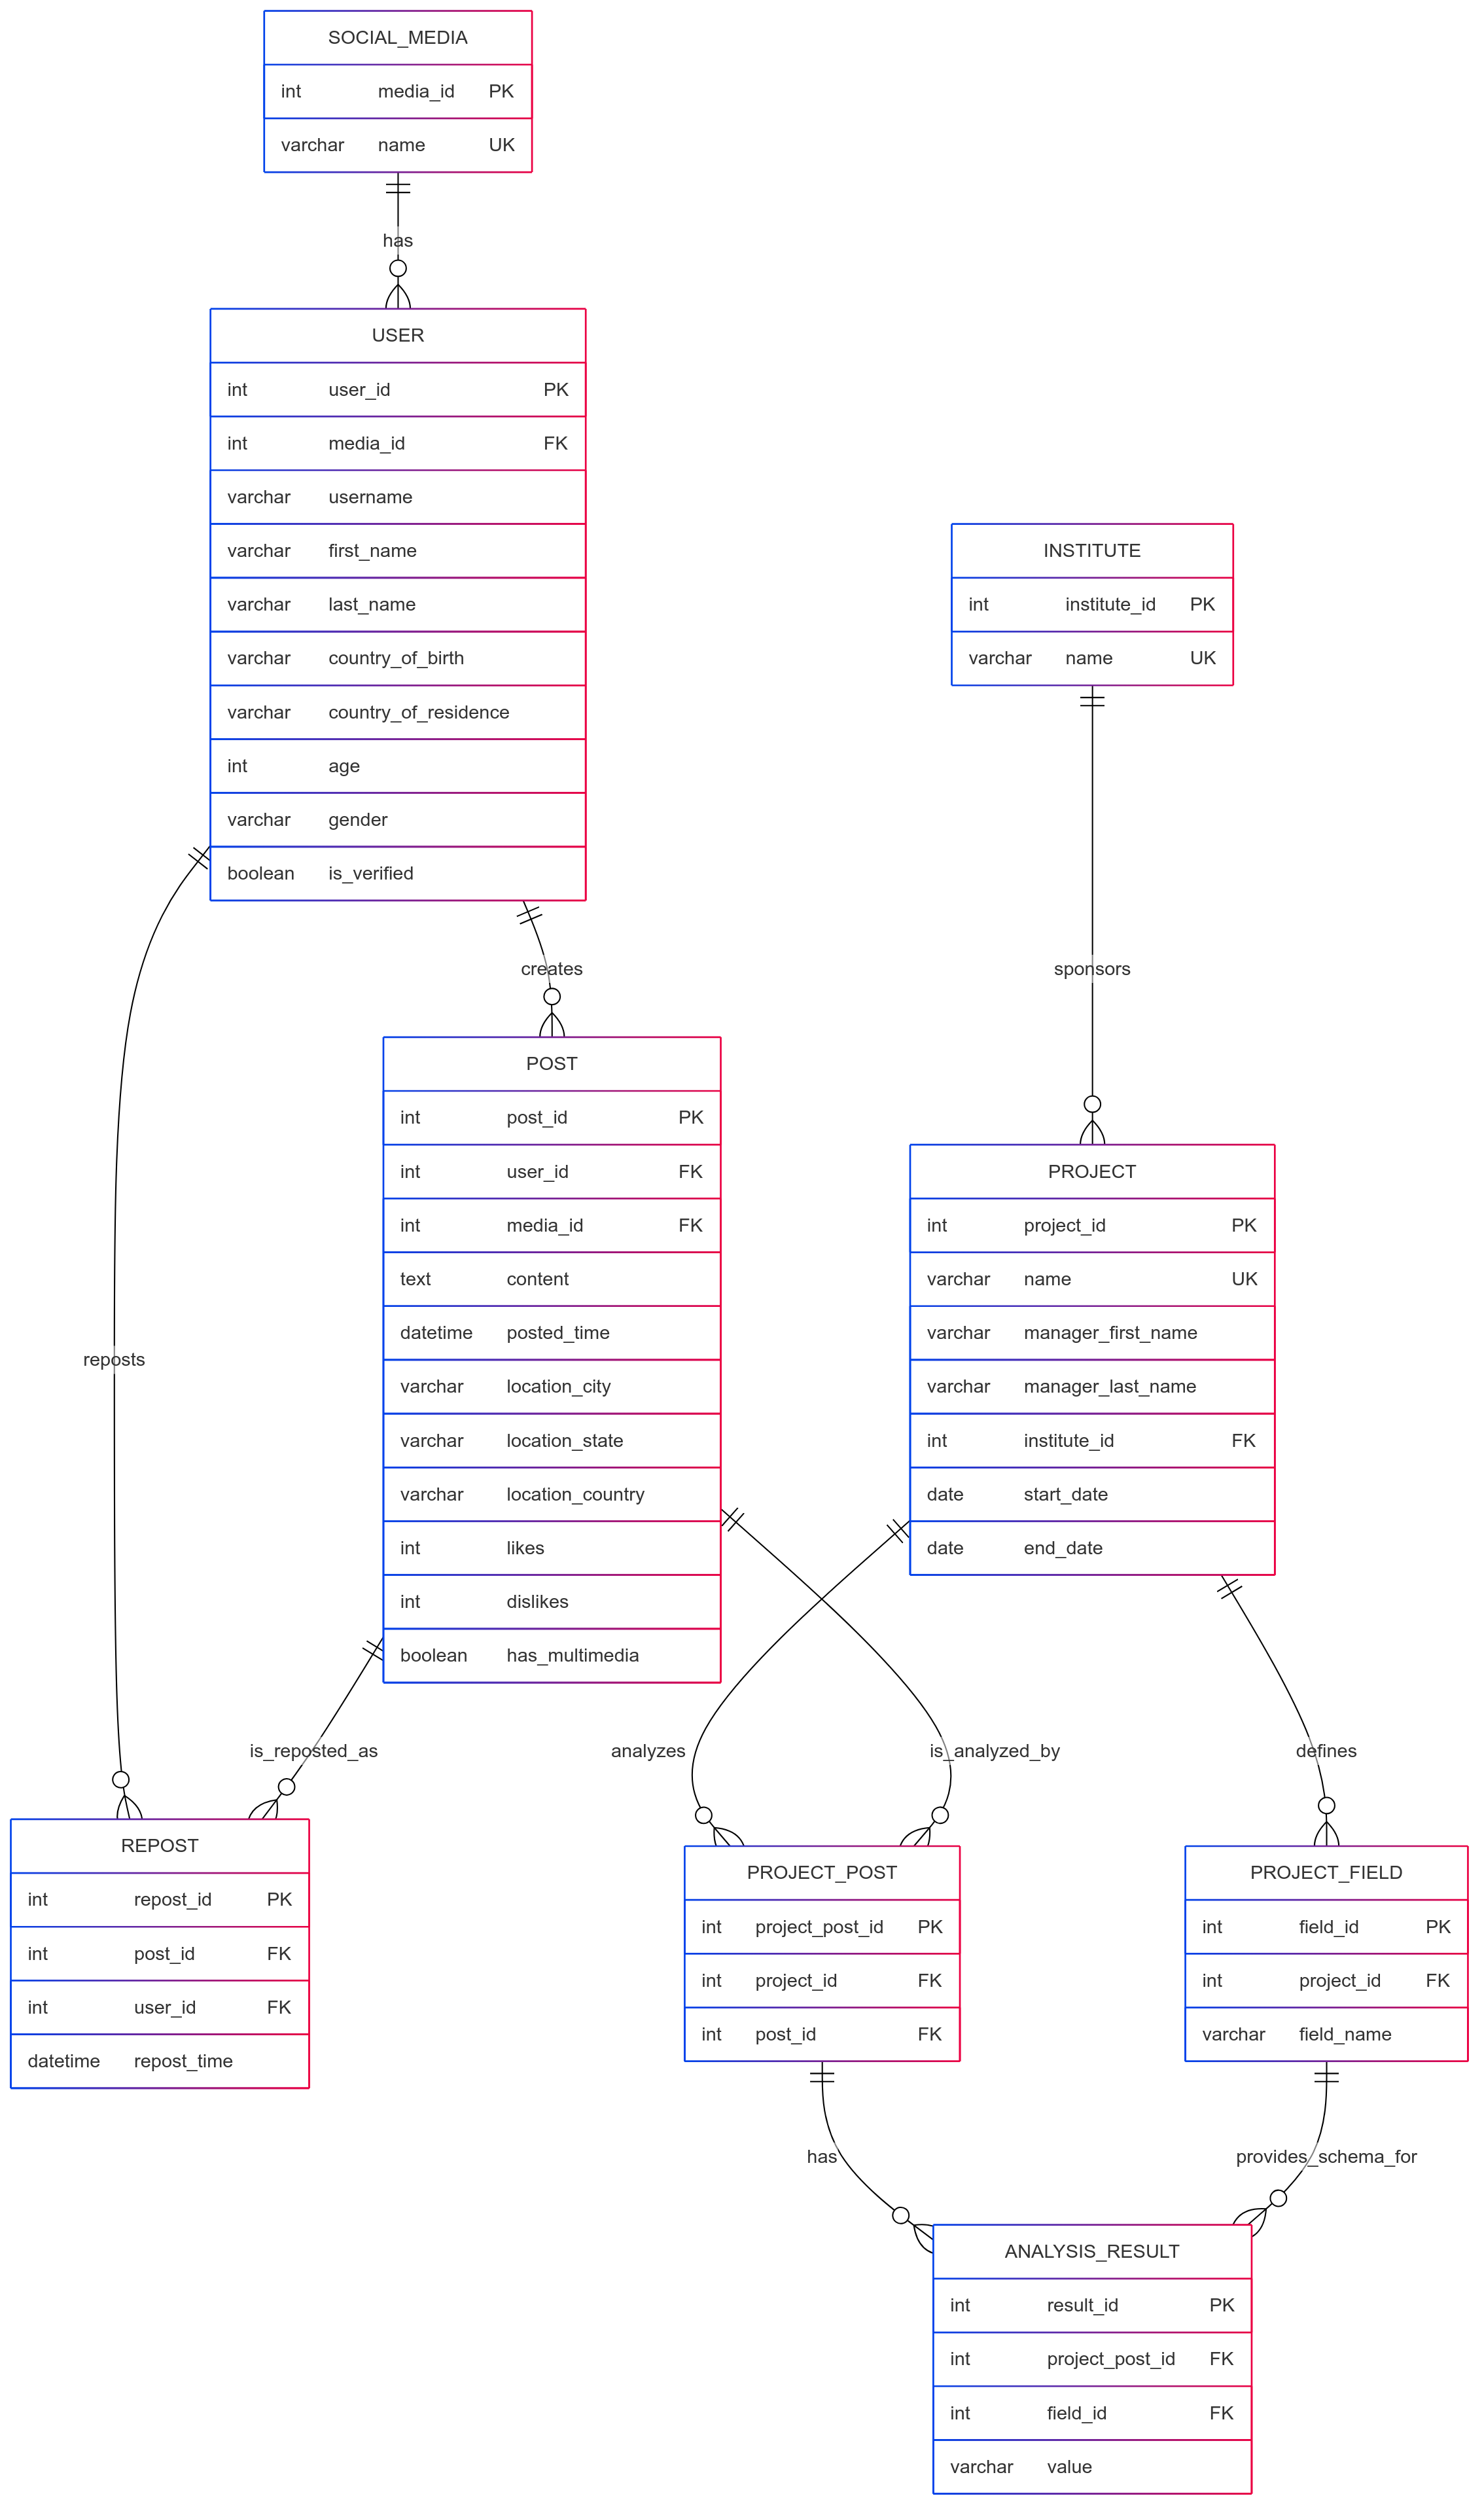 SOCIAL_MEDIA
int media_id PK
varchar name UK
has
USER
int user_id PK
int media_id FK
varchar username
varchar first_name
varchar last_name
varchar country_of_birth
varchar country_of_residence
int age
varchar gender
boolean is_verified
INSTITUTE
int institute_id PK
varchar name UK
creates
sponsors
POST
int post_id PK
int user_id FK
int media_id FK
text content
datetime posted_time
varchar location_city
varchar location_state
varchar location_country
int likes
int dislikes
boolean has_multimedia
PROJECT
int project_id PK
varchar name UK
varchar manager_first_name
varchar manager_last_name
int institute_id FK
date start_date
date end_date
reposts
is_reposted_as
analyzes
is_analyzed_by
defines
REPOST
int repost_id PK
int post_id FK
int user_id FK
datetime repost_time
PROJECT_POST
int project_post_id PK
int project_id FK
int post_id FK
PROJECT_FIELD
int field_id PK
int project_id FK
varchar field_name
has
provides_schema_for
ANALYSIS_RESULT
int result_id PK
int project_post_id FK
int field_id FK
varchar value